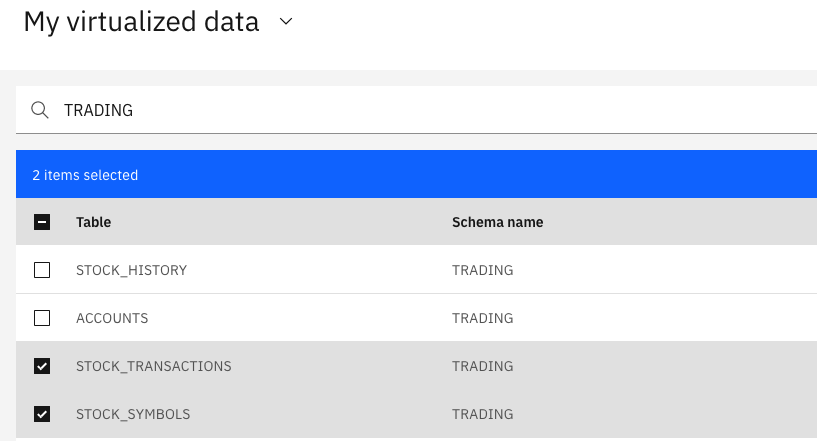 My virtualized data
TRADING
2 items selected
Table Schema name
STOCK_HISTORY TRADING
ACCOUNTS TRADING
STOCK_TRANSACTIONS TRADING
STOCK_SYMBOLS TRADING